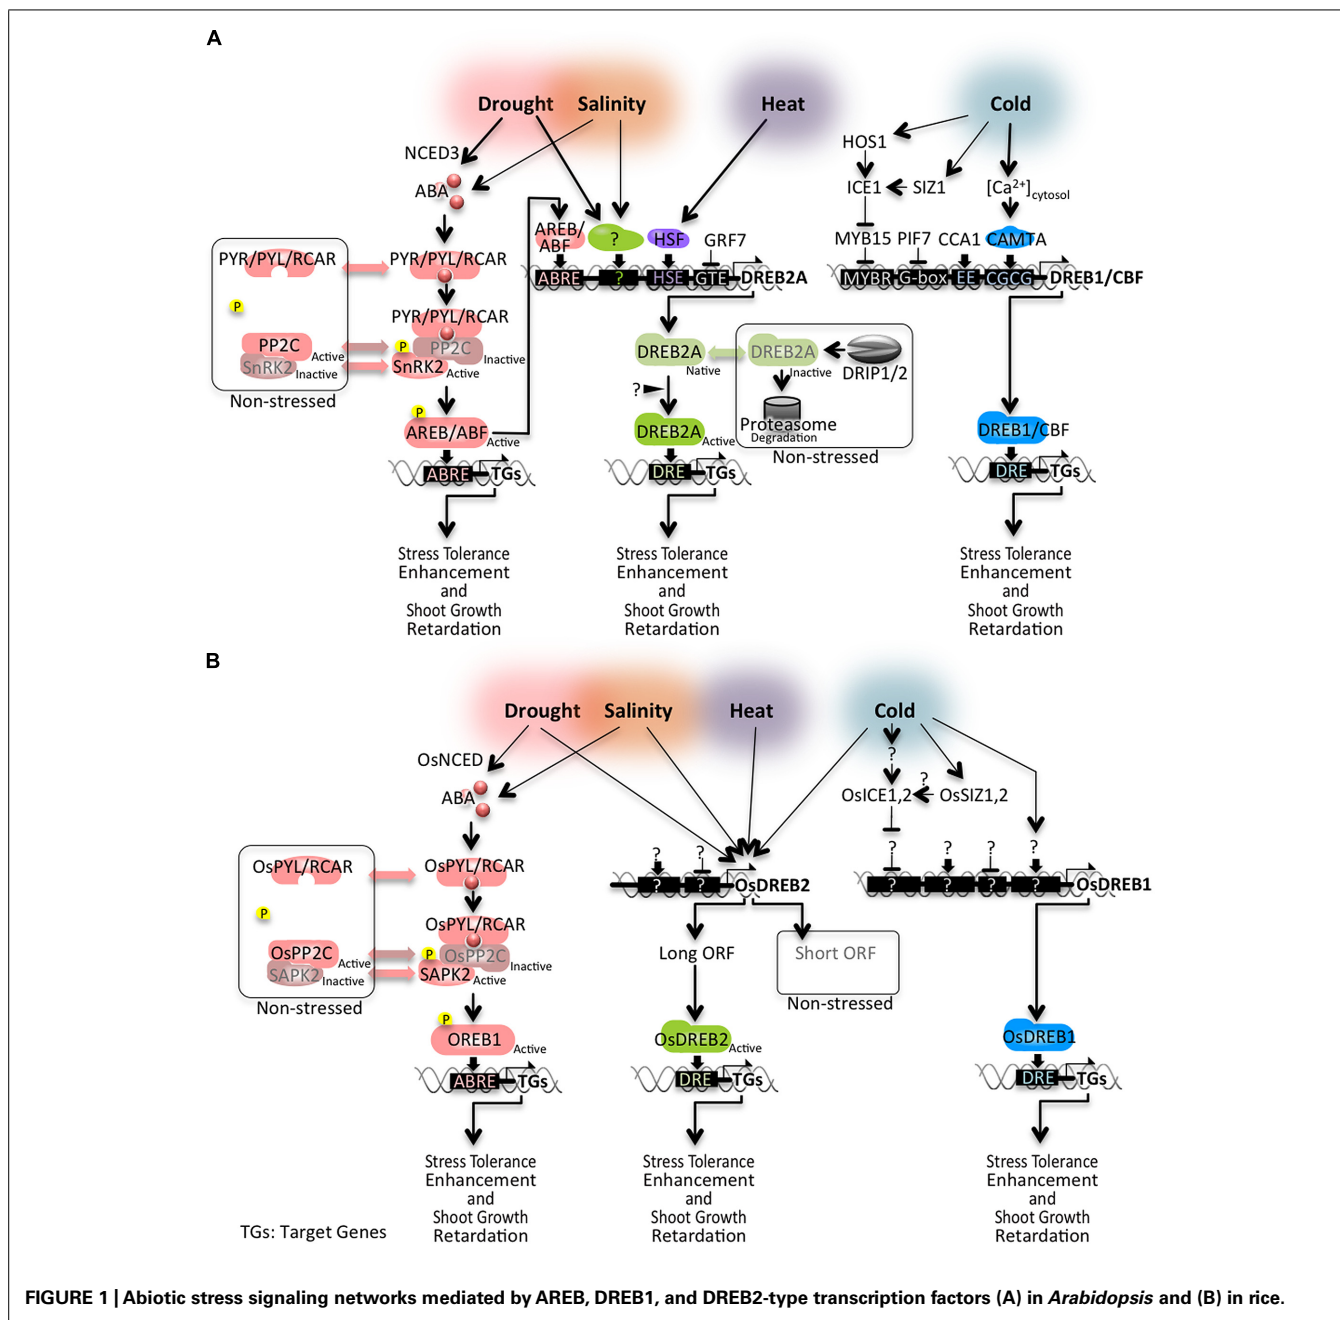 A
Drought Salinity Heat Cold
NCED3
ABA
HOS1
ICE1 SIZ1 [Ca2+]cytosol
AREB/
ABF
? HSF GRF7
MYB15 PIF7 CCA1 CAMTA
ABRE ? HSE GTE DREB2A
MYBR G-box EE CGCG DREB1/CBF
PYR/PYL/RCAR PYR/PYL/RCAR
P
PYR/PYL/RCAR
PP2C Active
SnRK2 Inactive
Non-stressed
P PP2C Inactive
SnRK2 Active
DREB2A Native
DREB2A Inactive
DRIP1/2
Proteasome
Degradation
Non-stressed
?
P
AREB/ABF Active
DREB2A Active
DREB1/CBF
ABRE TGs
DRE TGs
DRE TGs
Stress Tolerance
Enhancement
and
Shoot Growth
Retardation
Stress Tolerance
Enhancement
and
Shoot Growth
Retardation
Stress Tolerance
Enhancement
and
Shoot Growth
Retardation
B
Drought Salinity Heat Cold
OsNCED
ABA
?
?
OsICE1,2 OsSIZ1,2
? ?
? ? ? ?
? ? OsDREB2
? ? ? ? OsDREB1
OsPYL/RCAR OsPYL/RCAR
P
OsPYL/RCAR
OsPP2C Active
SAPK2 Inactive
Non-stressed
P OsPP2C Inactive
SAPK2 Active
Long ORF
Short ORF
Non-stressed
P
OREB1 Active
OsDREB2 Active
OsDREB1
ABRE TGs
DRE TGs
DRE TGs
Stress Tolerance
Enhancement
and
Shoot Growth
Retardation
Stress Tolerance
Enhancement
and
Shoot Growth
Retardation
Stress Tolerance
Enhancement
and
Shoot Growth
Retardation
TGs: Target Genes
FIGURE 1 | Abiotic stress signaling networks mediated by AREB, DREB1, and DREB2-type transcription factors (A) in Arabidopsis and (B) in rice.